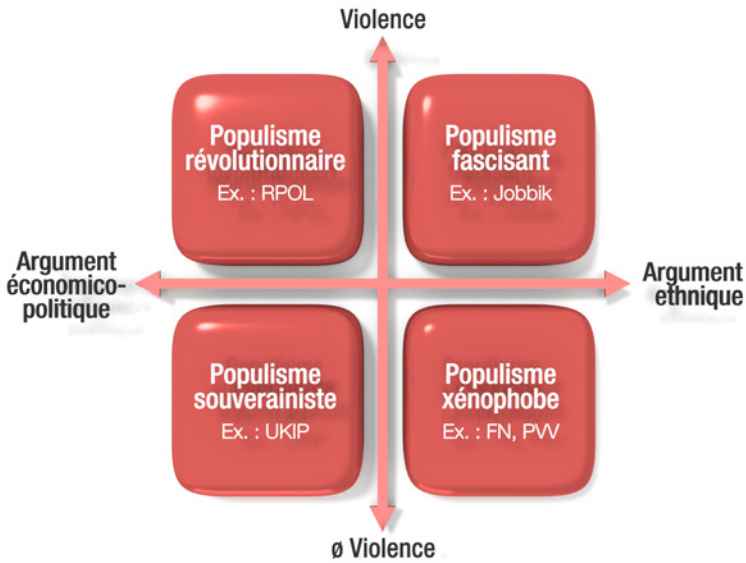 Violence
Populisme
révolutionnaire
Ex. : RPOL
Populisme
fascisant
Ex. : Jobbik
Argument
économico-
politique
Argument
ethnique
Populisme
souverainiste
Ex. : UKIP
Populisme
xénophobe
Ex. : FN, PVV
ø Violence